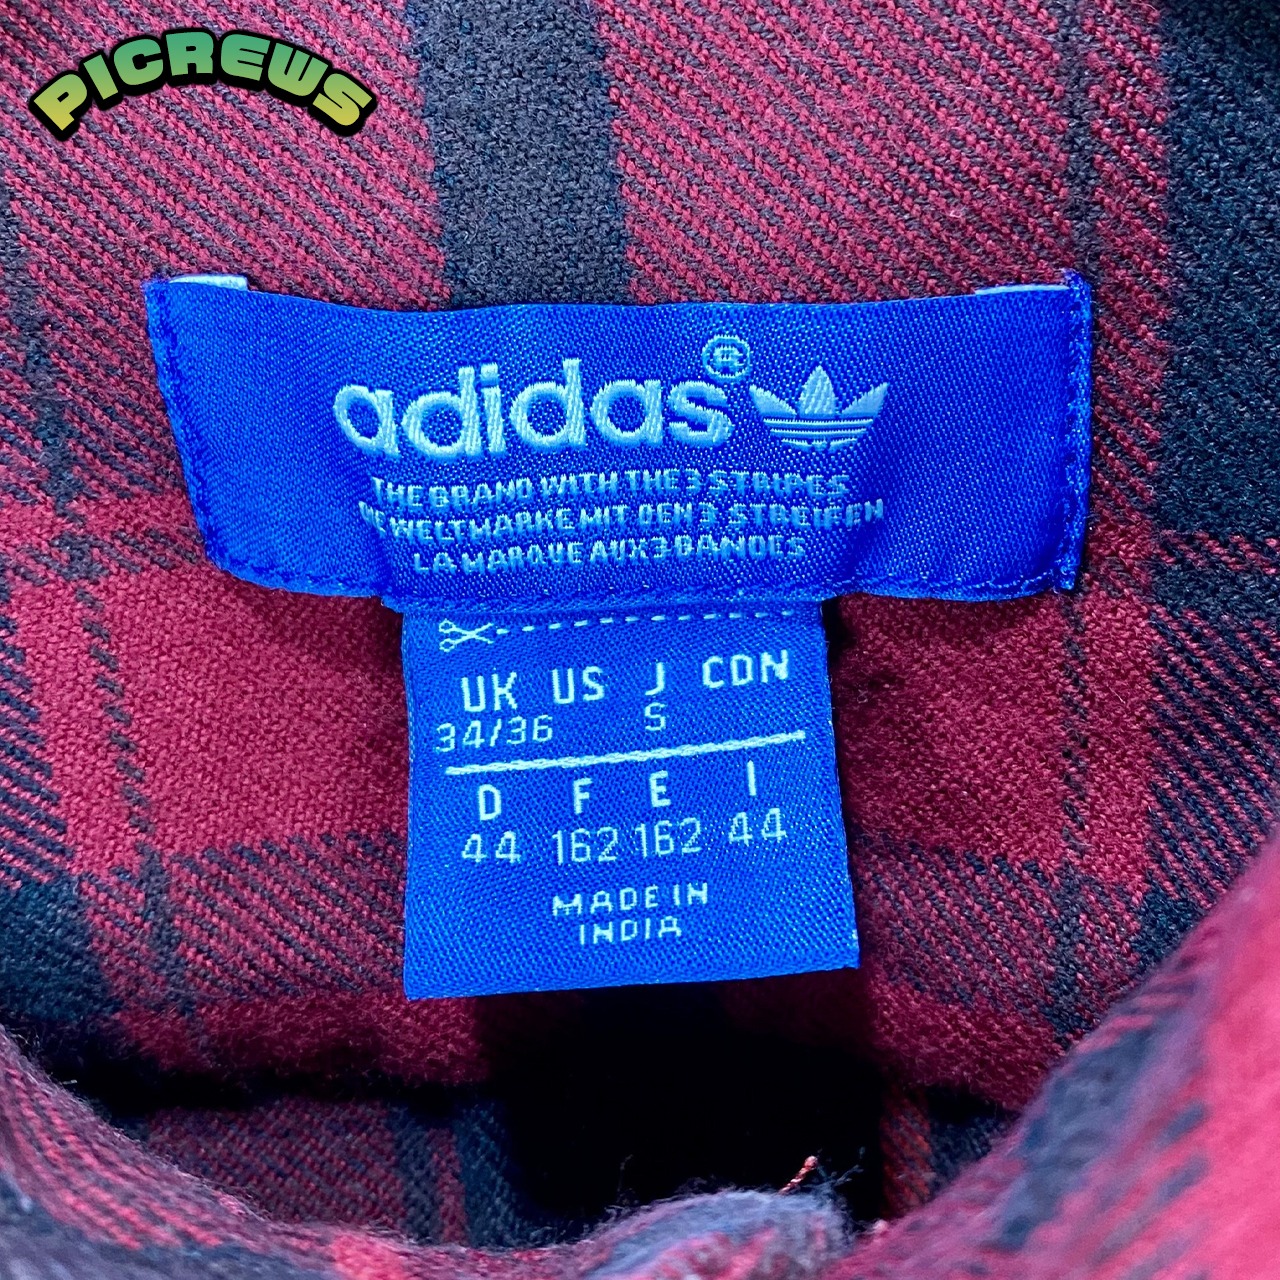 PICREWS
adidas®
THE BRAND WITH THE 3 STRIPES
DIE WELTMARKE MIT DEN 3 STREIFEN
LA MARQUE AUX 3 BANDES
UK US J CDN
34/36 S
D F E I
44 162 162 44
MADE IN
INDIA